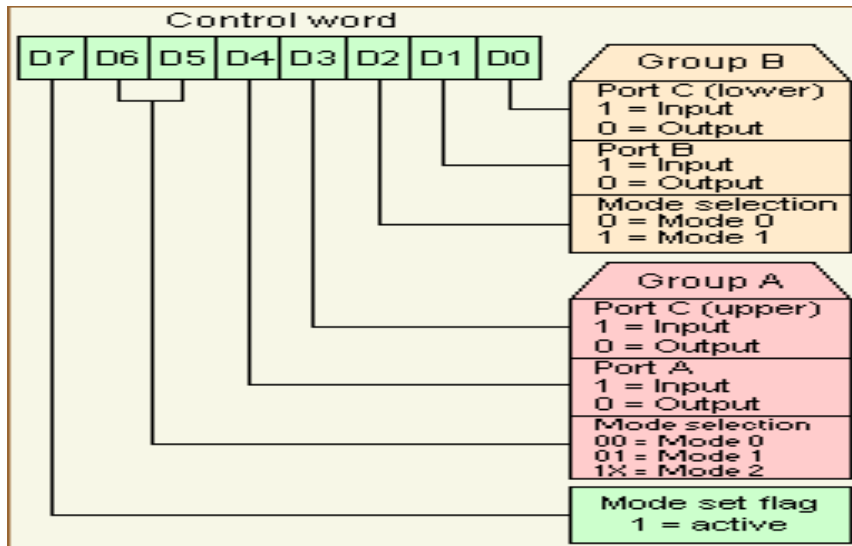 Control word
D7 D6 D5 D4 D3 D2 D1 D0
Group B
Port C (lower)
1 = Input
0 = Output
Port B
1 = Input
0 = Output
Mode selection
0 = Mode 0
1 = Mode 1
Group A
Port C (upper)
1 = Input
0 = Output
Port A
1 = Input
0 = Output
Mode selection
00 = Mode 0
01 = Mode 1
1X = Mode 2
Mode set flag
1 = active